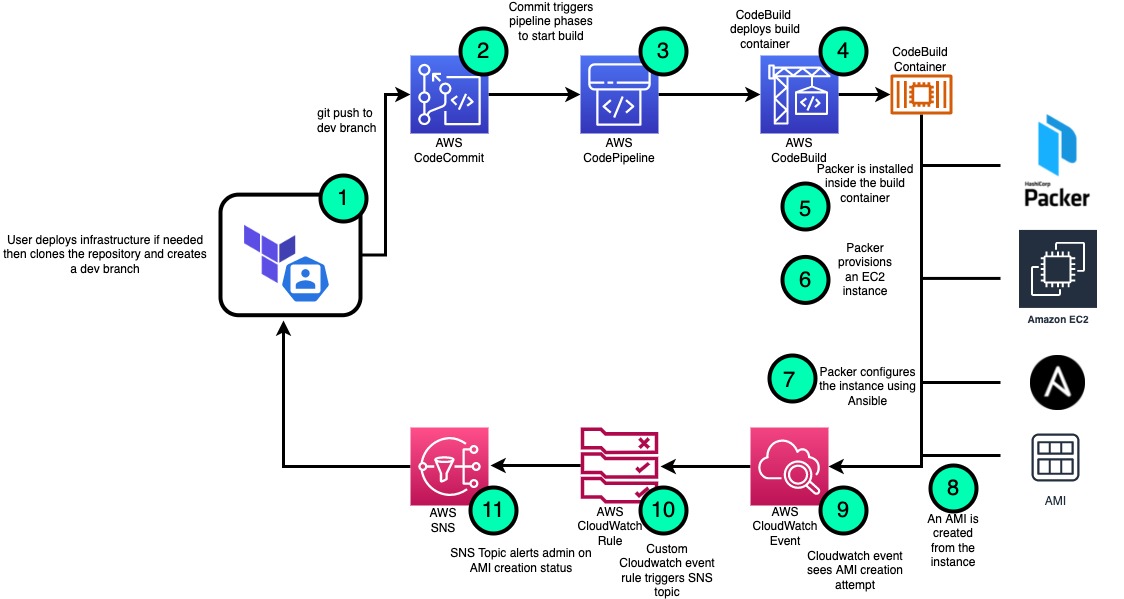 Commit triggers
pipeline phases
to start build
CodeBuild
deploys build
container
2
3
4
CodeBuild
Container
git push to
dev branch
AWS
CodeCommit
AWS
CodePipeline
AWS
CodeBuild
1
User deploys infrastructure if needed
then clones the repository and creates
a dev branch
5
Packer is installed
inside the build
container
HashiCorp
Packer
6
Packer
provisions
an EC2
instance
Amazon EC2
7
Packer configures
the instance using
Ansible
8
An AMI is
created
from the
instance
AMI
9
AWS
CloudWatch
Event
Cloudwatch event
sees AMI creation
attempt
10
AWS
CloudWatch
Rule
Custom
Cloudwatch event
rule triggers SNS
topic
11
AWS
SNS
SNS Topic alerts admin on
AMI creation status